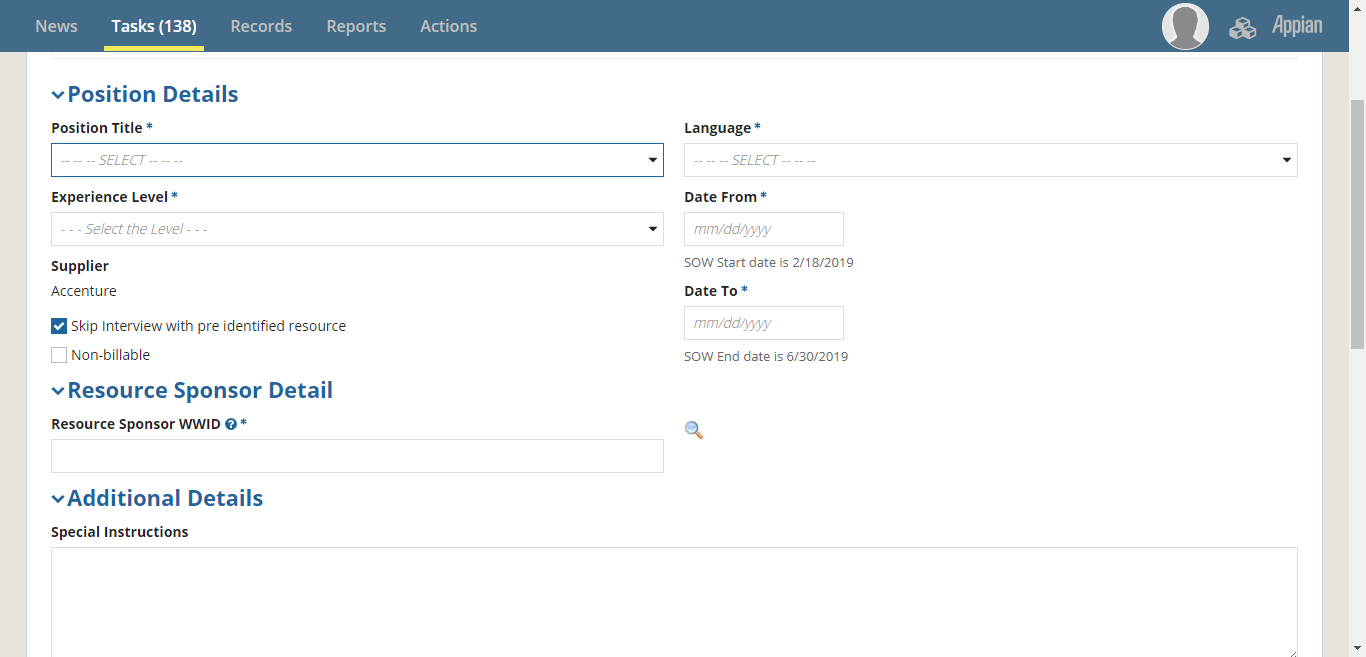 News Tasks (138) Records Reports Actions Appian
Position Details
Position Title *
-- -- -- SELECT -- -- --
Language *
-- -- -- SELECT -- -- --
Experience Level *
- - - Select the Level - - -
Date From *
mm/dd/yyyy
SOW Start date is 2/18/2019
Supplier
Accenture
Date To *
mm/dd/yyyy
SOW End date is 6/30/2019
Skip Interview with pre identified resource
Non-billable
Resource Sponsor Detail
Resource Sponsor WWID ? *
Additional Details
Special Instructions